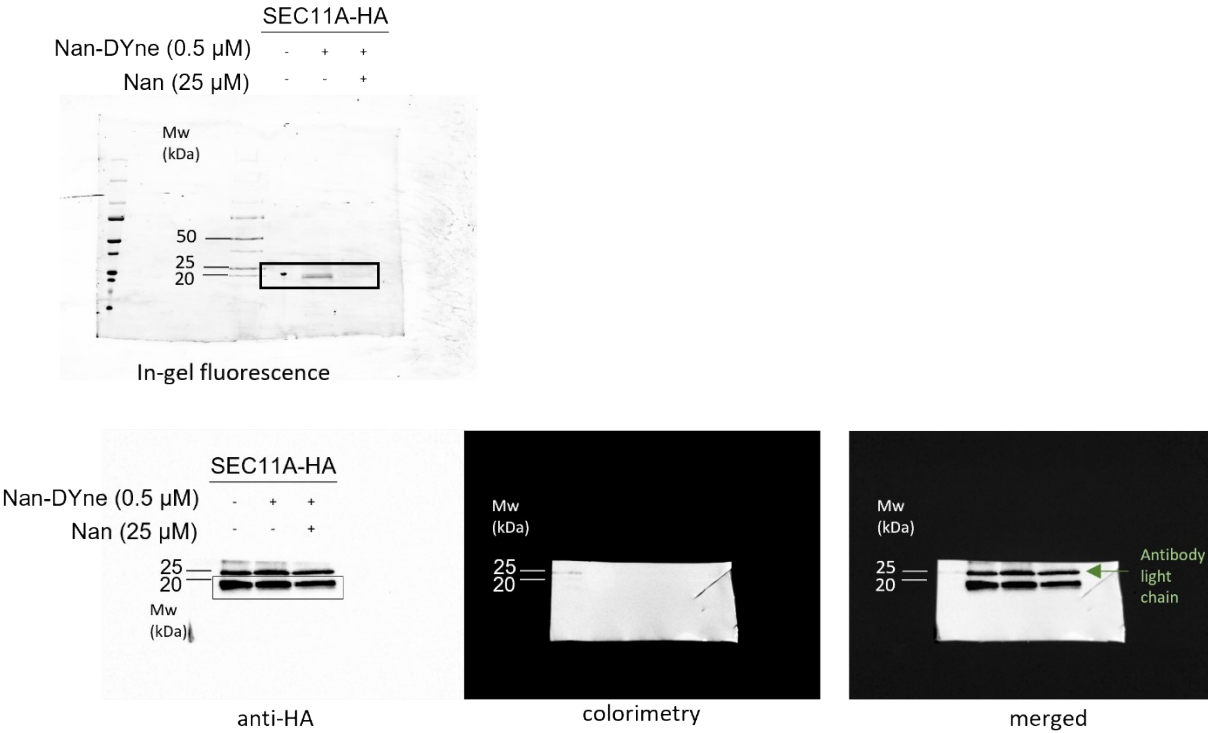 SEC11A-HA
Nan-DYne (0.5 µM) - + +
Nan (25 µM) - - +
Mw
(kDa)
50
25
20
In-gel fluorescence
SEC11A-HA
Nan-DYne (0.5 µM) - + +
Nan (25 µM) - - +
25
20
Mw
(kDa)
anti-HA
Mw
(kDa)
25
20
colorimetry
Mw
(kDa)
25
20
Antibody
light
chain
merged